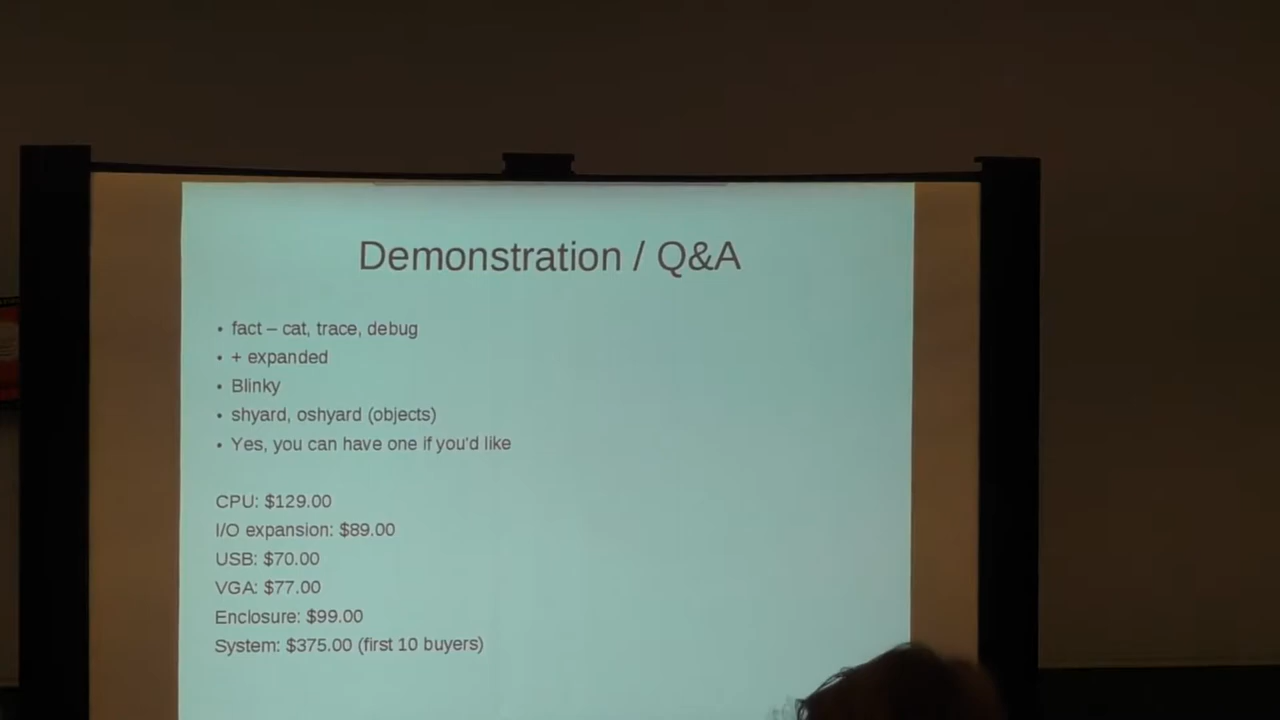 Demonstration / Q&A
• fact – cat, trace, debug
• + expanded
• Blinky
• shyard, oshyard (objects)
• Yes, you can have one if you'd like
CPU: $129.00
I/O expansion: $89.00
USB: $70.00
VGA: $77.00
Enclosure: $99.00
System: $375.00 (first 10 buyers)